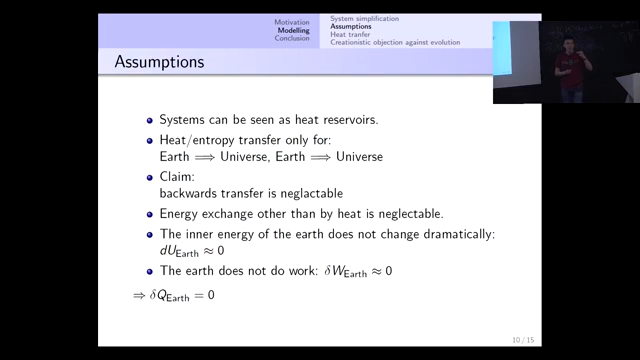 Motivation
Modelling
Conclusion
System simplification
Assumptions
Heat tranfer
Creationistic objection against evolution
Assumptions
Systems can be seen as heat reservoirs.
Heat/entropy transfer only for:
Earth ⟹ Universe, Earth ⟹ Universe
Claim:
backwards transfer is neglactable
Energy exchange other than by heat is neglectable.
The inner energy of the earth does not change dramatically:
dU_Earth ≈ 0
The earth does not do work: δW_Earth ≈ 0
⇒ δQ_Earth = 0
10 / 15